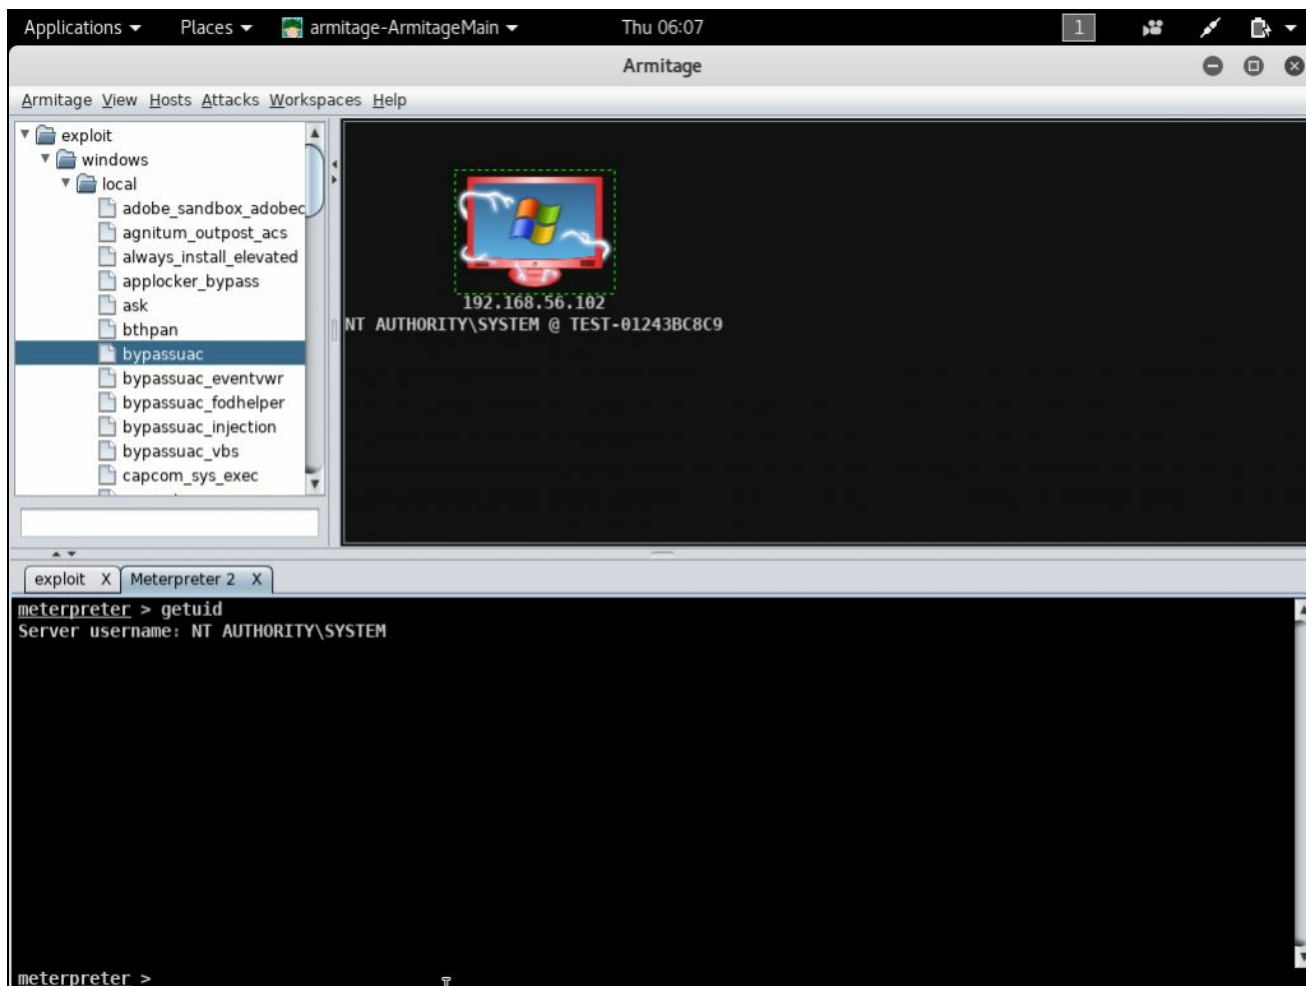 Applications Places armitage-ArmitageMain Thu 06:07 1
Armitage
Armitage View Hosts Attacks Workspaces Help
exploit
windows
local
adobe_sandbox_adobec
agnitum_outpost_acs
always_install_elevated
applocker_bypass
ask
bthpan
bypassuac
bypassuac_eventvwr
bypassuac_fodhelper
bypassuac_injection
bypassuac_vbs
capcom_sys_exec
192.168.56.102
NT AUTHORITY\SYSTEM @ TEST-01243BC8C9
exploit X Meterpreter 2 X
meterpreter > getuid
Server username: NT AUTHORITY\SYSTEM
meterpreter >